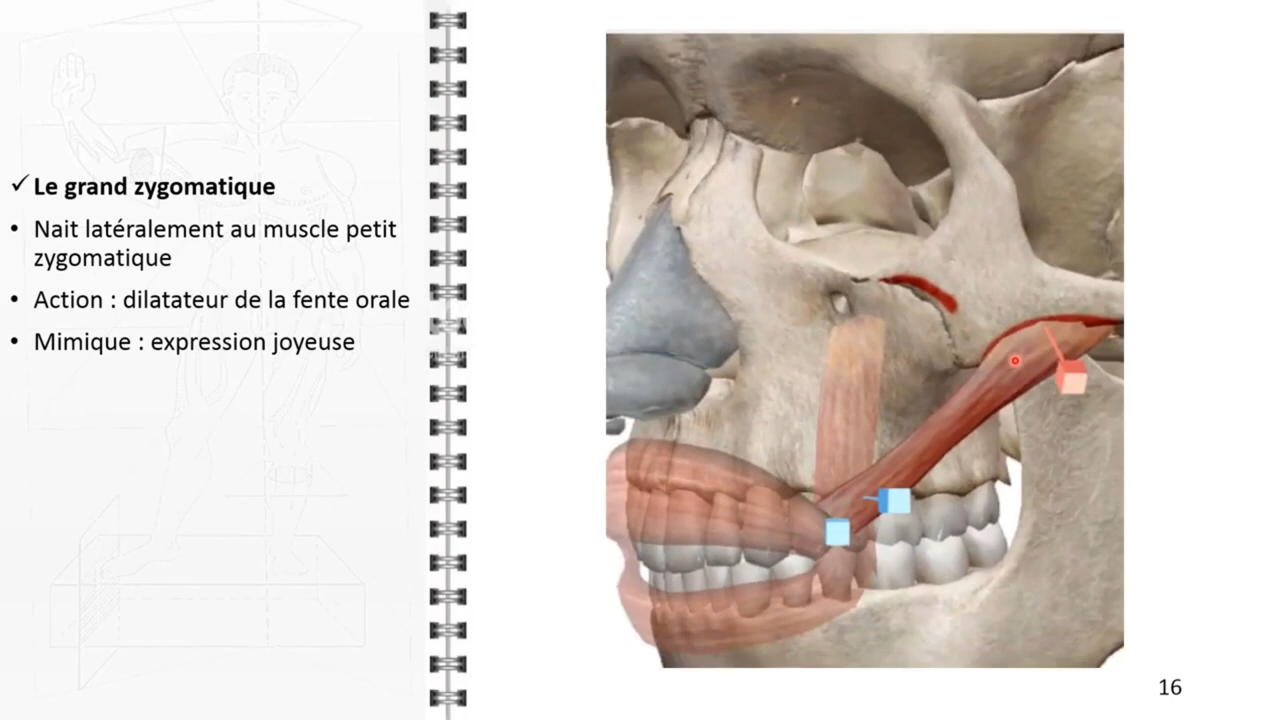 ✓ Le grand zygomatique
• Nait latéralement au muscle petit
zygomatique
• Action : dilatateur de la fente orale
• Mimique : expression joyeuse
16